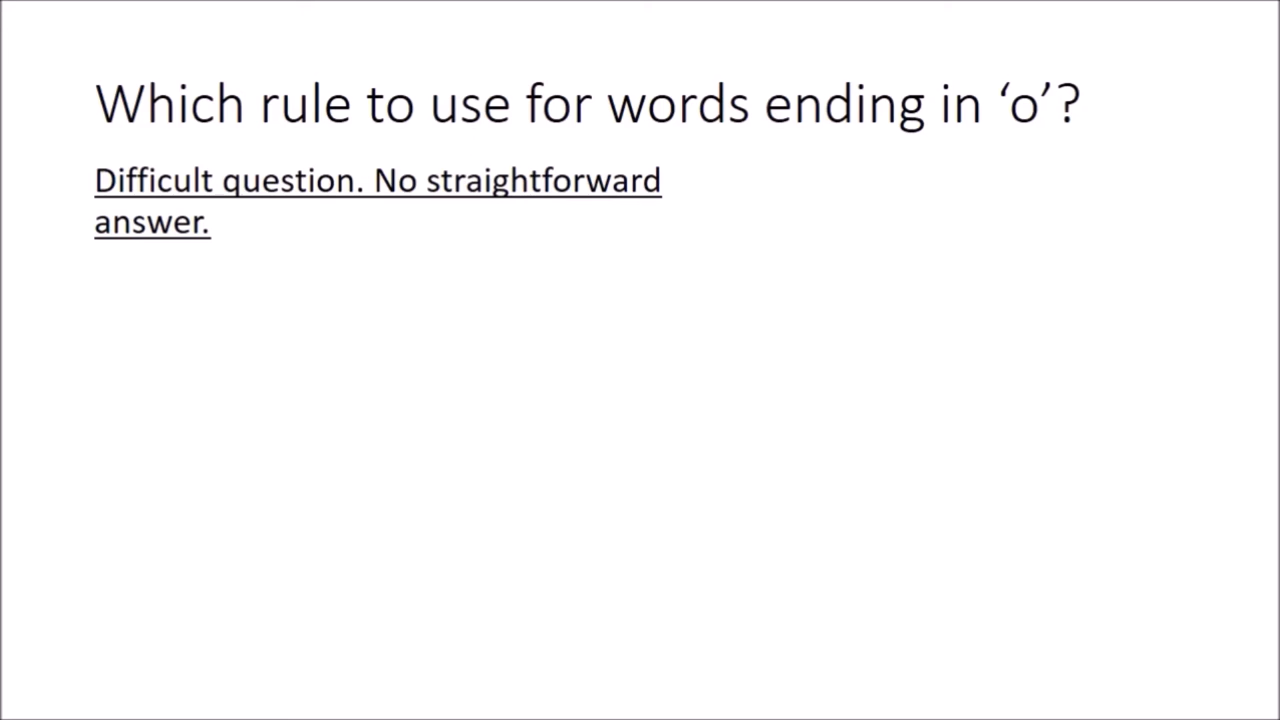 Which rule to use for words ending in ‘o’?
Difficult question. No straightforward
answer.